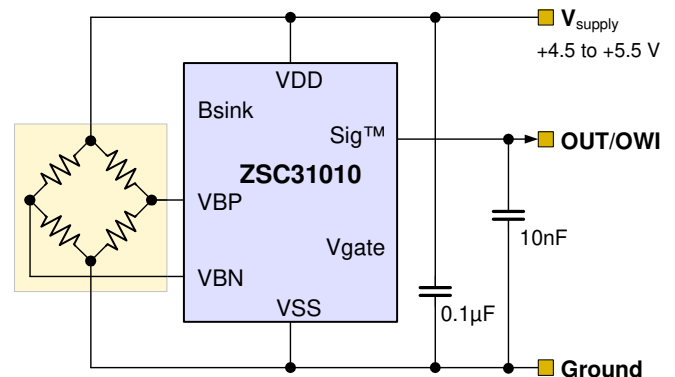 V supply
+4.5 to +5.5 V
VDD
Bsink
Sig™
OUT/OWI
ZSC31010
VBP
10nF
Vgate
VBN
VSS
0.1µF
Ground